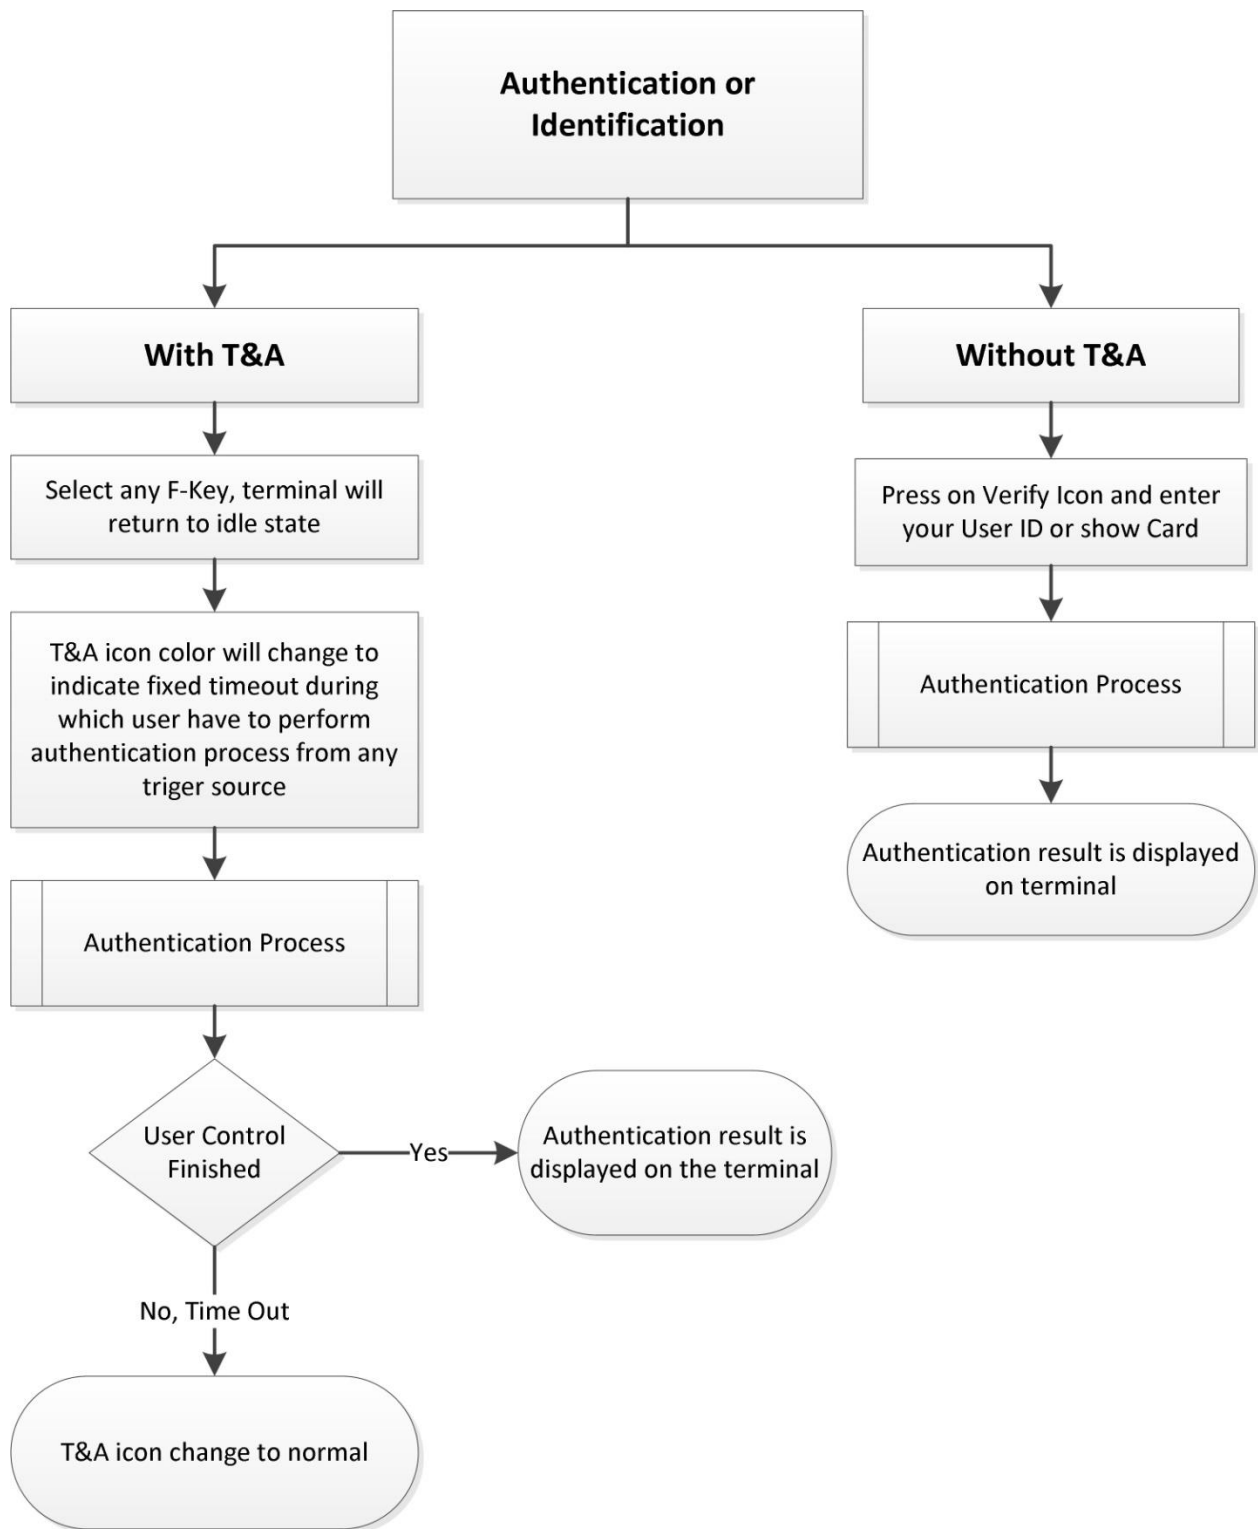 Authentication or
Identification
With T&A
Without T&A
Select any F-Key, terminal will
return to idle state
Press on Verify Icon and enter
your User ID or show Card
T&A icon color will change to
indicate fixed timeout during
which user have to perform
authentication process from any
triger source
Authentication Process
Authentication result is displayed
on terminal
Authentication Process
User Control
Finished
Yes
Authentication result is
displayed on the terminal
No, Time Out
T&A icon change to normal